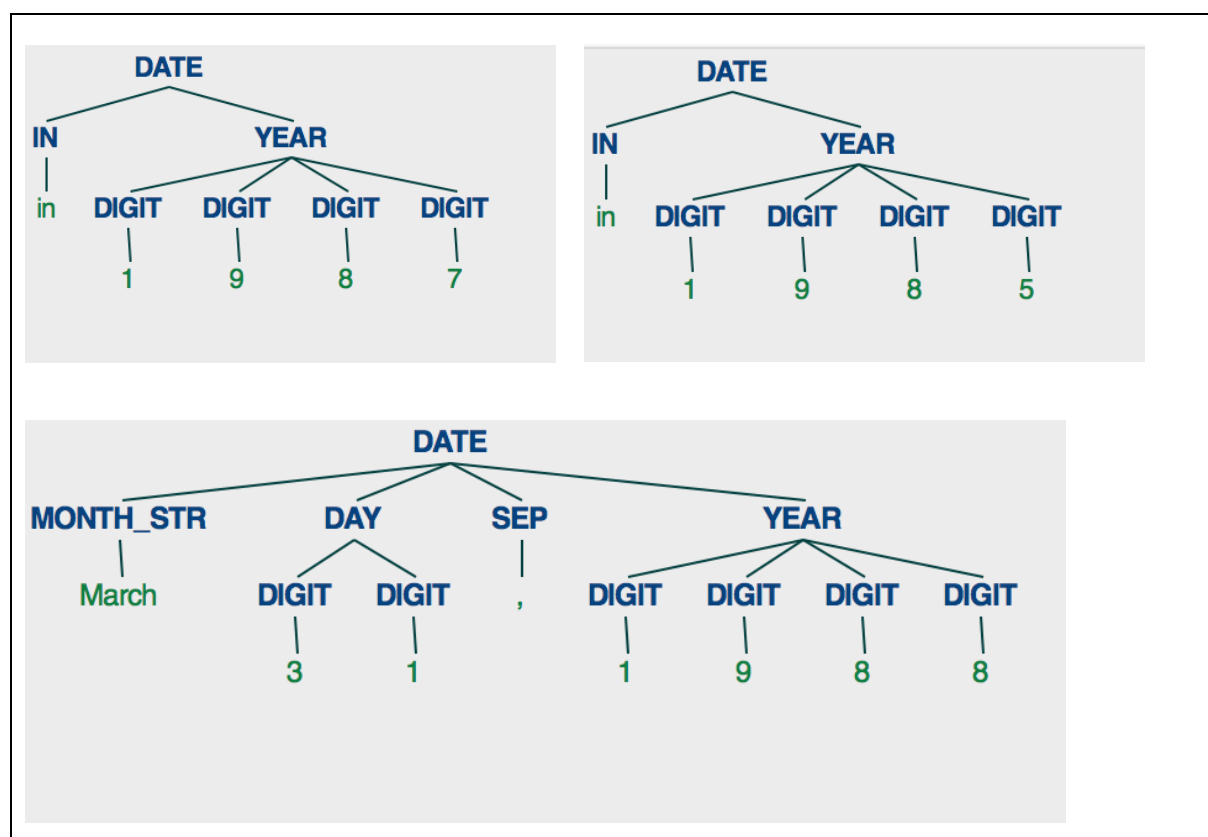 DATE
IN YEAR
in DIGIT DIGIT DIGIT DIGIT
1 9 8 7
DATE
IN YEAR
in DIGIT DIGIT DIGIT DIGIT
1 9 8 5
DATE
MONTH_STR DAY SEP YEAR
March DIGIT DIGIT , DIGIT DIGIT DIGIT DIGIT
3 1 1 9 8 8